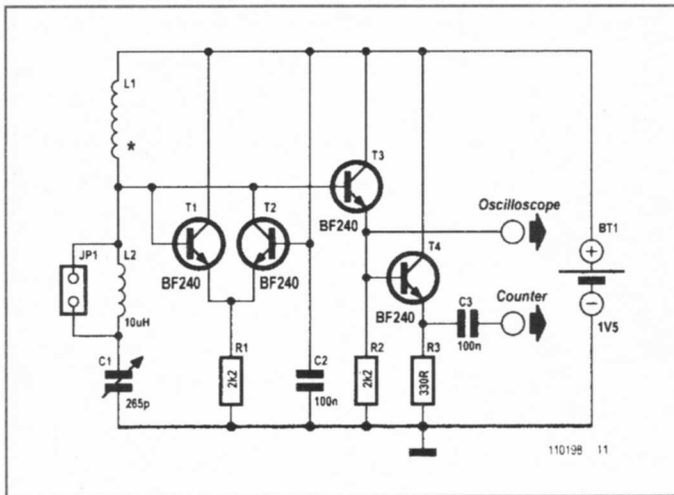 L1
*
T1
BF240
T2
BF240
T3
BF240
T4
BF240
Oscilloscope
Counter
BT1
+
−
1V5
JP1
L2
10uH
C1
265p
R1
2k2
C2
100n
R2
2k2
R3
330R
C3
100n
110198 11